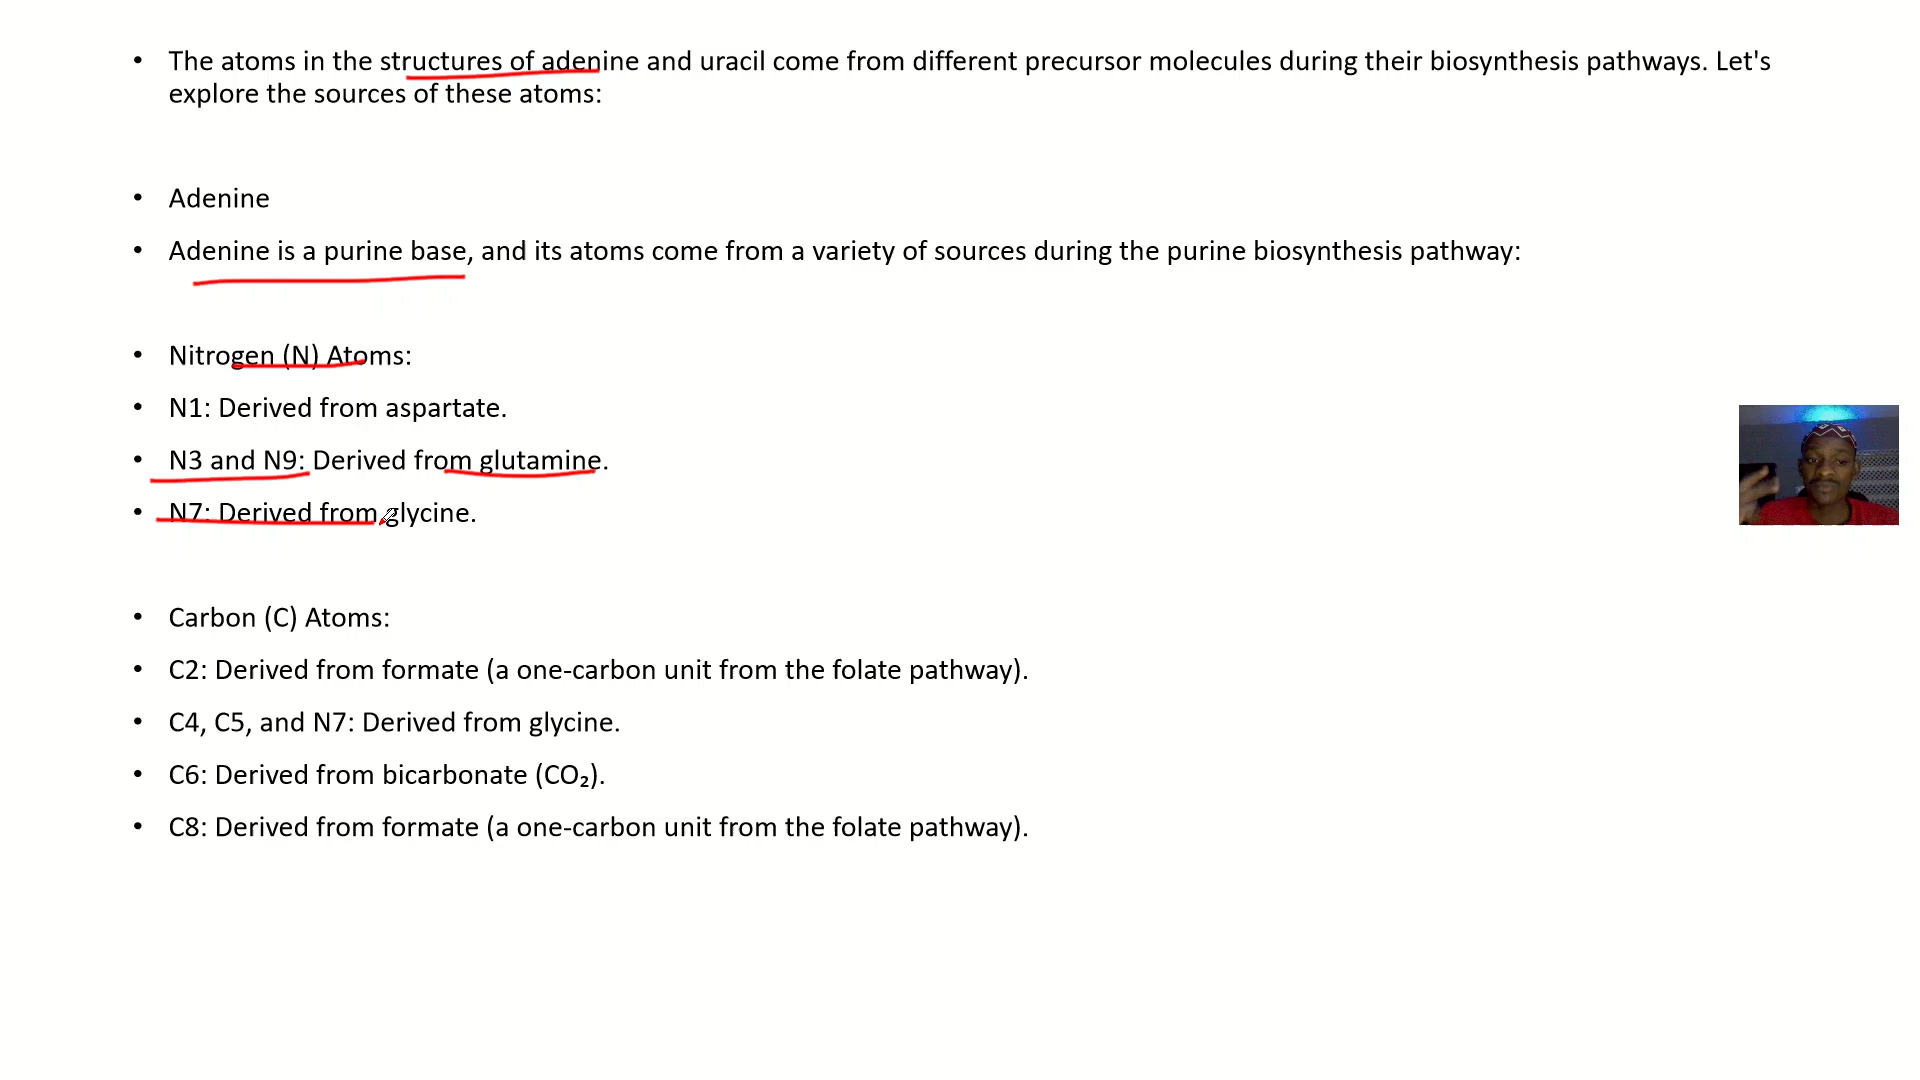 • The atoms in the structures of adenine and uracil come from different precursor molecules during their biosynthesis pathways. Let's
explore the sources of these atoms:
• Adenine
• Adenine is a purine base, and its atoms come from a variety of sources during the purine biosynthesis pathway:
• Nitrogen (N) Atoms:
• N1: Derived from aspartate.
• N3 and N9: Derived from glutamine.
• N7: Derived from glycine.
• Carbon (C) Atoms:
• C2: Derived from formate (a one-carbon unit from the folate pathway).
• C4, C5, and N7: Derived from glycine.
• C6: Derived from bicarbonate (CO₂).
• C8: Derived from formate (a one-carbon unit from the folate pathway).